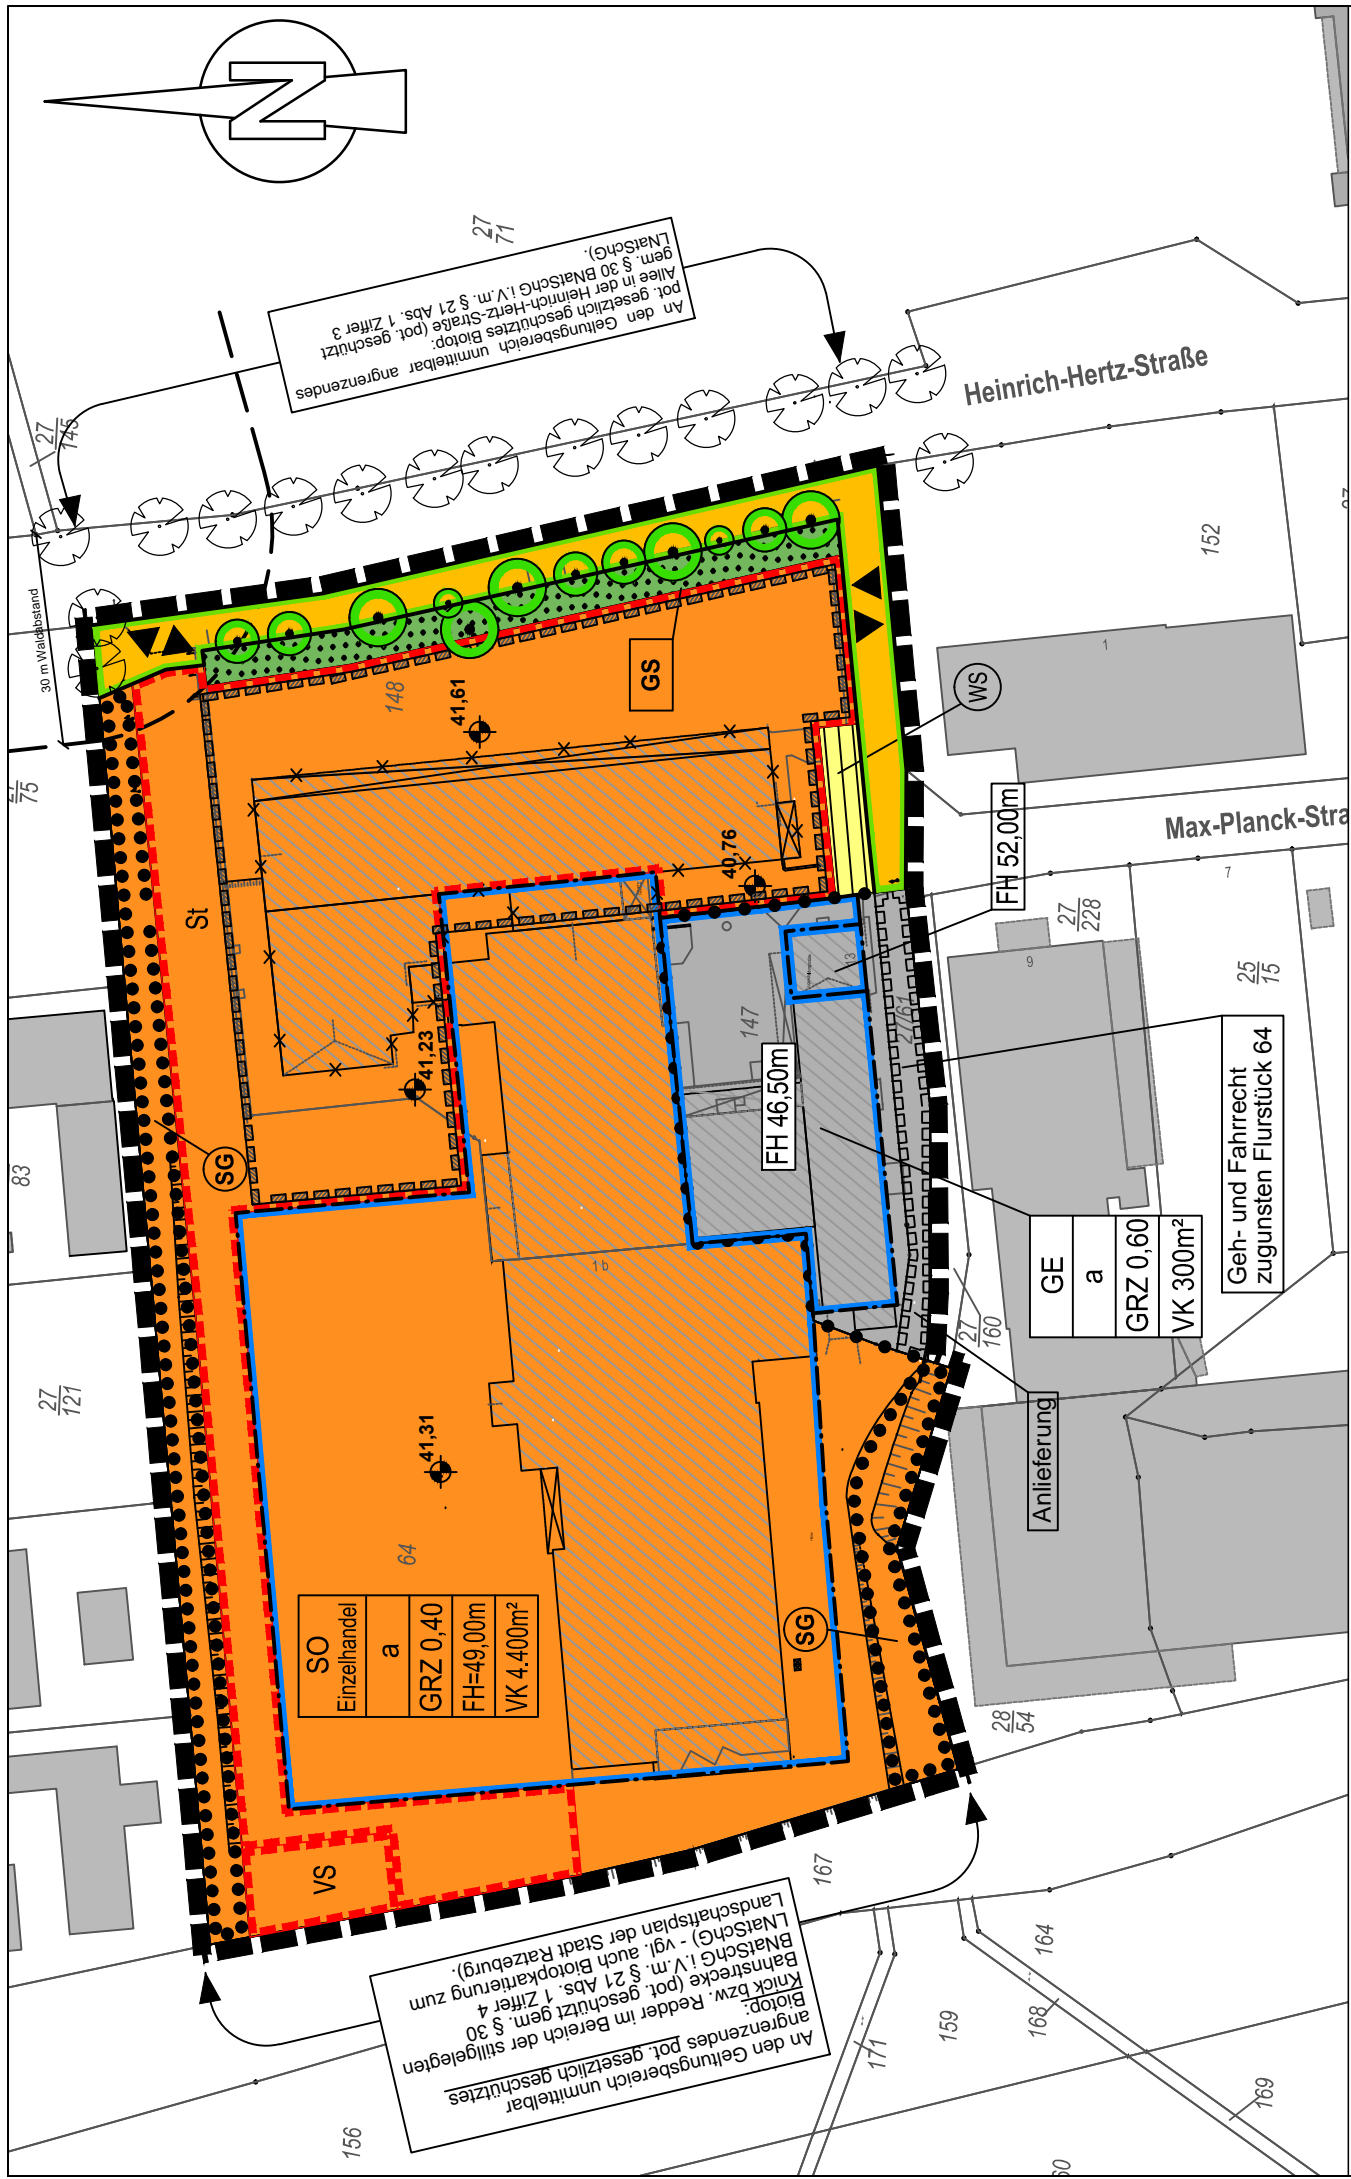 N
An den Geltungsbereich unmittelbar angrenzendes
pot. gesetzlich geschütztes Biotop:
Allee in der Heinrich-Hertz-Straße (pot. geschützt
gem. § 30 BNatSchG i.V.m. § 21 Abs. 1 Ziffer 3
LNatSchG).
27
71
27
145
30 m Waldabstand
Heinrich-Hertz-Straße
152
75
148
41,61
GS
WS
1
Max-Planck-Stra
St
40,76
FH 52,00m
7
27
228
9
25
15
13
147
27/61
41,23
FH 46,50m
SG
83
1 b
GE
a
GRZ 0,60
VK 300m²
Geh- und Fahrrecht
zugunsten Flurstück 64
27
160
Anlieferung
27
121
41,31
64
SO
Einzelhandel
a
GRZ 0,40
FH=49,00m
VK 4.400m²
SG
28
54
VS
167
An den Geltungsbereich unmittelbar
angrenzendes pot. gesetzlich geschütztes
Biotop:
Knick bzw. Redder im Bereich der stillgelegten
Bahnstrecke (pot. geschützt gem. § 30
BNatSchG i.V.m. § 21 Abs. 1 Ziffer 4
LNatSchG) - vgl. auch Biotopkartierung zum
Landschaftsplan der Stadt Ratzeburg).
164
159
168
171
169
156
60